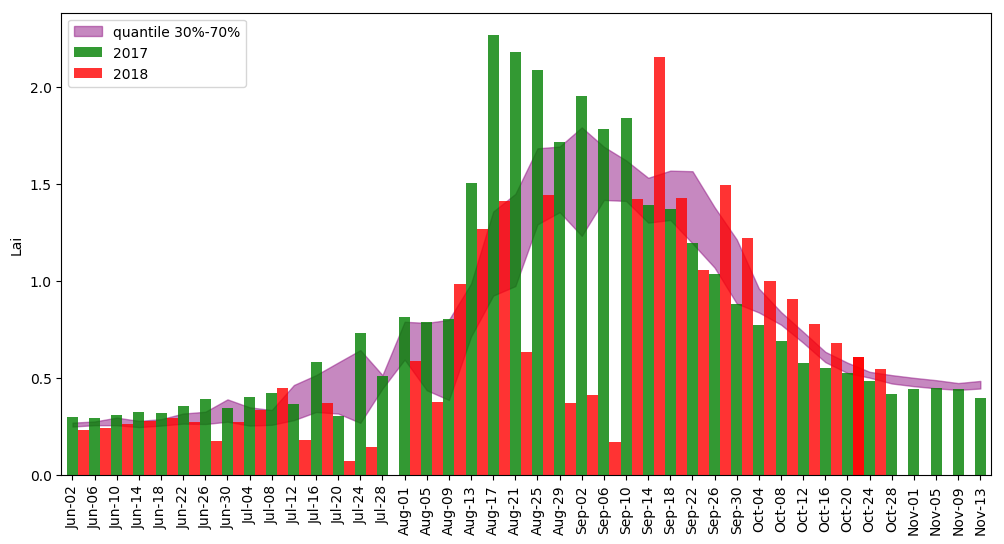 quantile 30%-70%
2017
2018
Lai
2.0
1.5
1.0
0.5
0.0
Jun-02
Jun-06
Jun-10
Jun-14
Jun-18
Jun-22
Jun-26
Jun-30
Jul-04
Jul-08
Jul-12
Jul-16
Jul-20
Jul-24
Jul-28
Aug-01
Aug-05
Aug-09
Aug-13
Aug-17
Aug-21
Aug-25
Aug-29
Sep-02
Sep-06
Sep-10
Sep-14
Sep-18
Sep-22
Sep-26
Sep-30
Oct-04
Oct-08
Oct-12
Oct-16
Oct-20
Oct-24
Oct-28
Nov-01
Nov-05
Nov-09
Nov-13